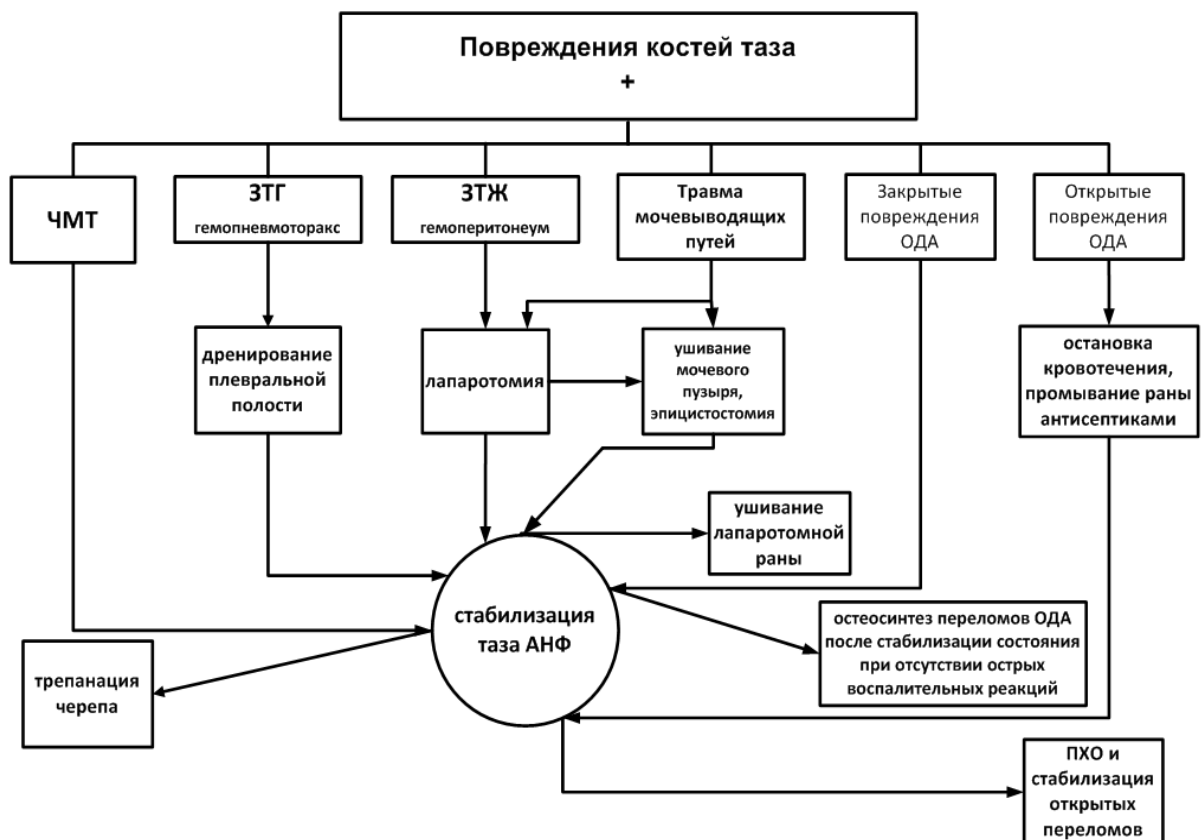 Повреждения костей таза
+
ЧМТ
ЗТГ
гемопневмоторакс
ЗТЖ
гемоперитонеум
Травма
мочевыводящих
путей
Закрытые
повреждения
ОДА
Открытые
повреждения
ОДА
дренирование
плевральной
полости
лапаротомия
ушивание
мочевого
пузыря,
эпицистостомия
остановка
кровотечения,
промывание раны
антисептиками
ушивание
лапаротомной
раны
стабилизация
таза АНФ
остеосинтез переломов ОДА
после стабилизации состояния
при отсутствии острых
воспалительных реакций
трепанация
черепа
ПХО и
стабилизация
открытых
переломов